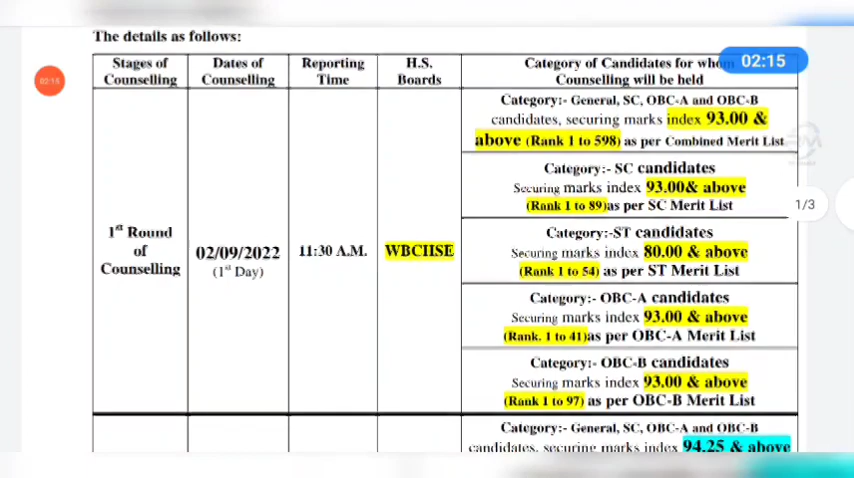 The details as follows:
Stages of Counselling
Dates of Counselling
Reporting Time
H.S. Boards
Category of Candidates for whom Counselling will be held
02:15
02:15
1st Round of Counselling
02/09/2022
(1st Day)
11:30 A.M.
WBCHSE
Category:- General, SC, OBC-A and OBC-B
candidates, securing marks index 93.00 &
above (Rank 1 to 598) as per Combined Merit List
Category:- SC candidates
Securing marks index 93.00& above
(Rank 1 to 89)as per SC Merit List
1/3
Category:-ST candidates
Securing marks index 80.00 & above
(Rank 1 to 54) as per ST Merit List
Category:- OBC-A candidates
Securing marks index 93.00 & above
(Rank. 1 to 41)as per OBC-A Merit List
Category:- OBC-B candidates
Securing marks index 93.00 & above
(Rank 1 to 97) as per OBC-B Merit List
Category:- General, SC, OBC-A and OBC-B
candidates, securing marks index 94.25 & above